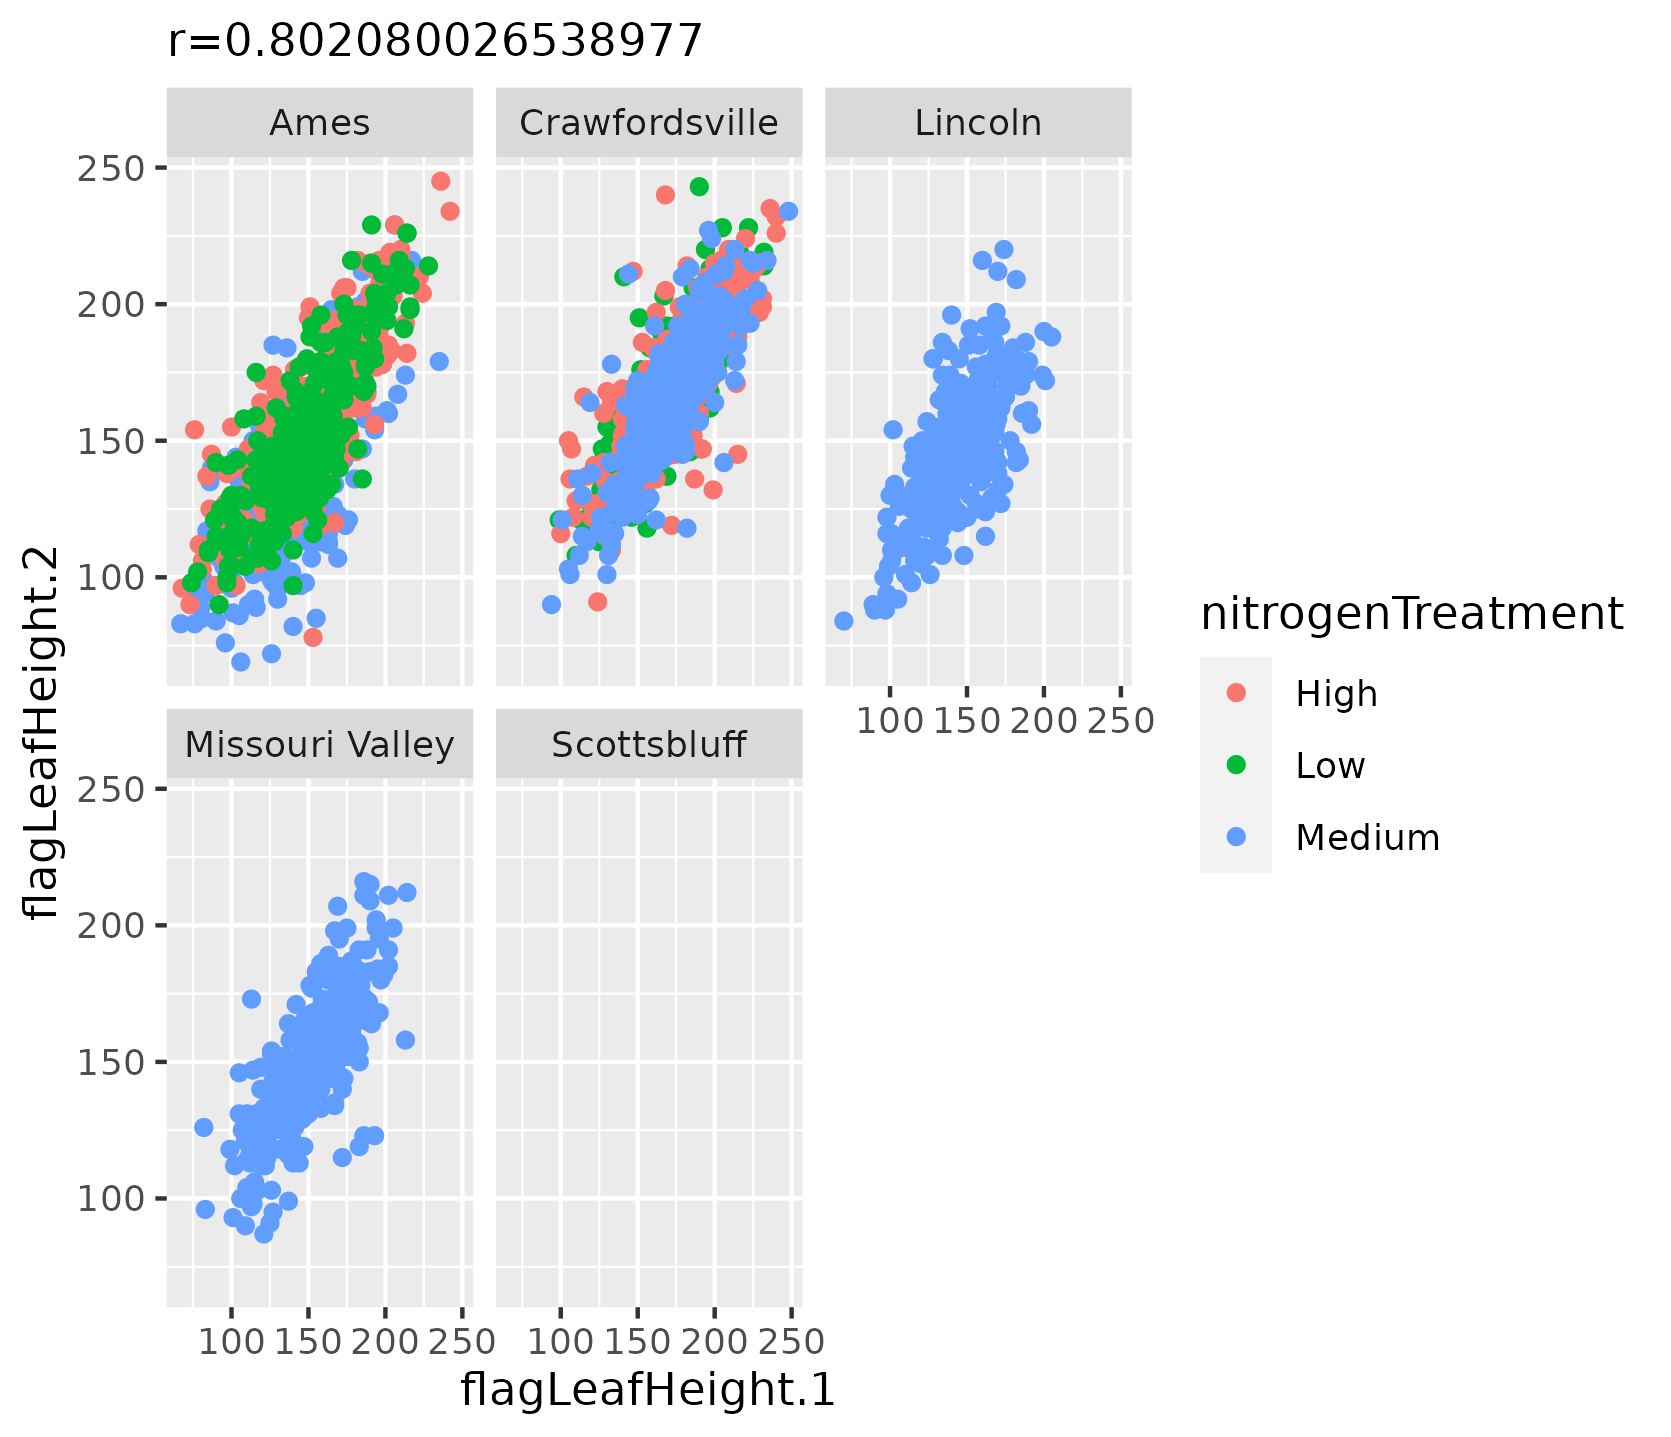 r=0.802080026538977
Ames
Crawfordsville
Lincoln
250
200
150
100
100 150 200 250
Missouri Valley
Scottsbluff
250
200
150
100
100 150 200 250
100 150 200 250
flagLeafHeight.1
flagLeafHeight.2
nitrogenTreatment
High
Low
Medium